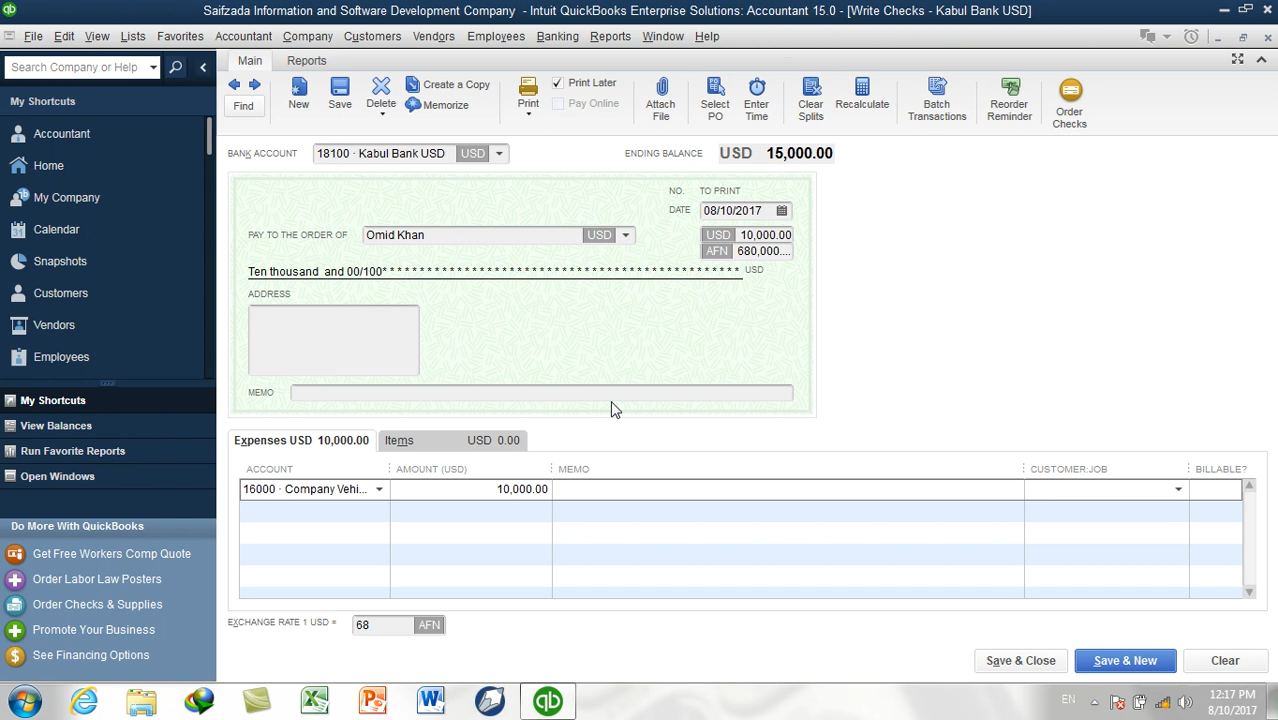 Saifzada Information and Software Development Company - Intuit QuickBooks Enterprise Solutions: Accountant 15.0 - [Write Checks - Kabul Bank USD]
File Edit View Lists Favorites Accountant Company Customers Vendors Employees Banking Reports Window Help
Search Company or Help
My Shortcuts
Accountant
Home
My Company
Calendar
Snapshots
Customers
Vendors
Employees
My Shortcuts
View Balances
Run Favorite Reports
Open Windows
Do More With QuickBooks
Get Free Workers Comp Quote
Order Labor Law Posters
Order Checks & Supplies
Promote Your Business
See Financing Options
Main Reports
Find
New
Save
Delete
Create a Copy
Memorize
Print
Print Later
Pay Online
Attach File
Select PO
Enter Time
Clear Splits
Recalculate
Batch Transactions
Reorder Reminder
Order Checks
BANK ACCOUNT 18100 · Kabul Bank USD USD ENDING BALANCE USD 15,000.00
NO. TO PRINT
DATE 08/10/2017
PAY TO THE ORDER OF Omid Khan USD USD 10,000.00
AFN 680,000....
Ten thousand and 00/100* * * * * * * * * * * * * * * * * * * * * * * * * * * * * * * * * * * * * * * * * * * * * * * * USD
ADDRESS
MEMO
Expenses USD 10,000.00 Items USD 0.00
ACCOUNT AMOUNT (USD) MEMO CUSTOMER:JOB BILLABLE?
16000 · Company Vehi... 10,000.00
EXCHANGE RATE 1 USD = 68 AFN
Save & Close Save & New Clear
EN 12:17 PM
8/10/2017